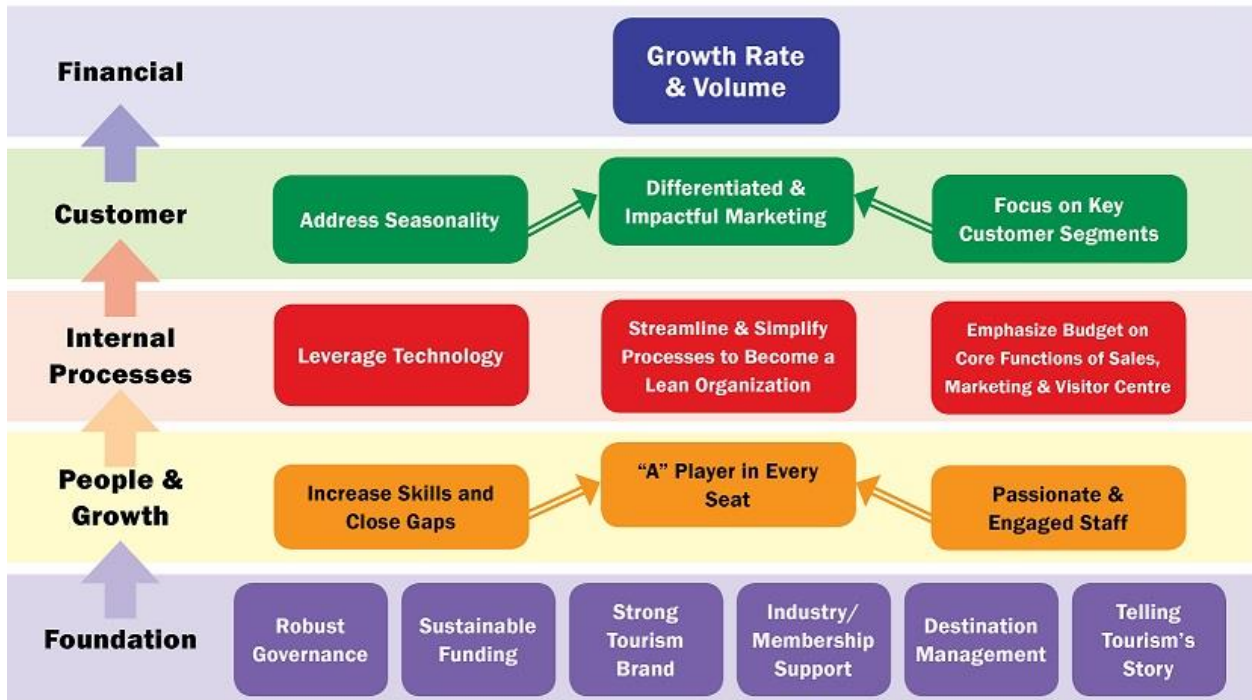 Financial
Growth Rate
& Volume
Customer
Address Seasonality
Differentiated &
Impactful Marketing
Focus on Key
Customer Segments
Internal
Processes
Leverage Technology
Streamline & Simplify
Processes to Become a
Lean Organization
Emphasize Budget on
Core Functions of Sales,
Marketing & Visitor Centre
People &
Growth
Increase Skills and
Close Gaps
“A” Player in Every
Seat
Passionate &
Engaged Staff
Foundation
Robust
Governance
Sustainable
Funding
Strong
Tourism
Brand
Industry/
Membership
Support
Destination
Management
Telling
Tourism’s
Story